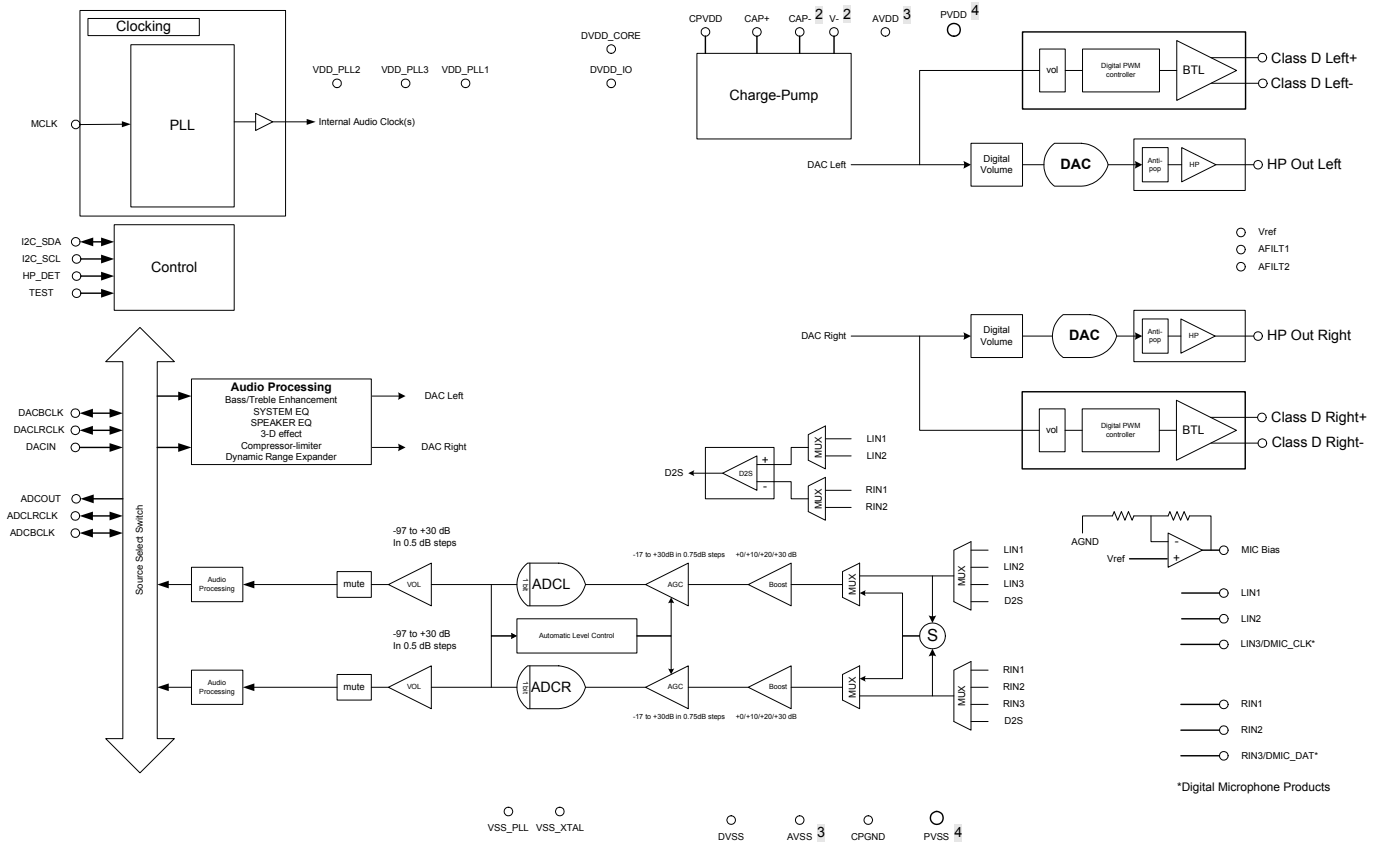 Clocking
PLL
MCLK
Internal Audio Clock(s)
VDD_PLL2
VDD_PLL3
VDD_PLL1
DVDD_CORE
DVDD_IO
CPVDD
CAP+
CAP- 2
V- 2
AVDD 3
PVDD 4
Charge-Pump
vol
Digital PWM
controller
BTL
Class D Left+
Class D Left-
DAC Left
Digital
Volume
DAC
Anti-
pop
HP
HP Out Left
I2C_SDA
I2C_SCL
HP_DET
TEST
Control
Vref
AFILT1
AFILT2
DAC Right
Digital
Volume
DAC
Anti-
pop
HP
HP Out Right
vol
Digital PWM
controller
BTL
Class D Right+
Class D Right-
Audio Processing
Bass/Treble Enhancement
SYSTEM EQ
SPEAKER EQ
3-D effect
Compressor-limiter
Dynamic Range Expander
DAC Left
DAC Right
DACBCLK
DACLRCLK
DACIN
ADCOUT
ADCLRCLK
ADCBCLK
Source Select Switch
D2S
D2S
+
-
MUX
LIN1
LIN2
MUX
RIN1
RIN2
AGND
Vref
-
+
MIC Bias
-97 to +30 dB
In 0.5 dB steps
-17 to +30dB in 0.75dB steps
+0/+10/+20/+30 dB
Audio
Processing
mute
VOL
1 bit
ADCL
AGC
Boost
MUX
MUX
LIN1
LIN2
LIN3
D2S
Automatic Level Control
S
-97 to +30 dB
In 0.5 dB steps
Audio
Processing
mute
VOL
1 bit
ADCR
AGC
Boost
MUX
MUX
RIN1
RIN2
RIN3
D2S
-17 to +30dB in 0.75dB steps
+0/+10/+20/+30 dB
LIN1
LIN2
LIN3/DMIC_CLK*
RIN1
RIN2
RIN3/DMIC_DAT*
*Digital Microphone Products
VSS_PLL
VSS_XTAL
DVSS
AVSS 3
CPGND
PVSS 4